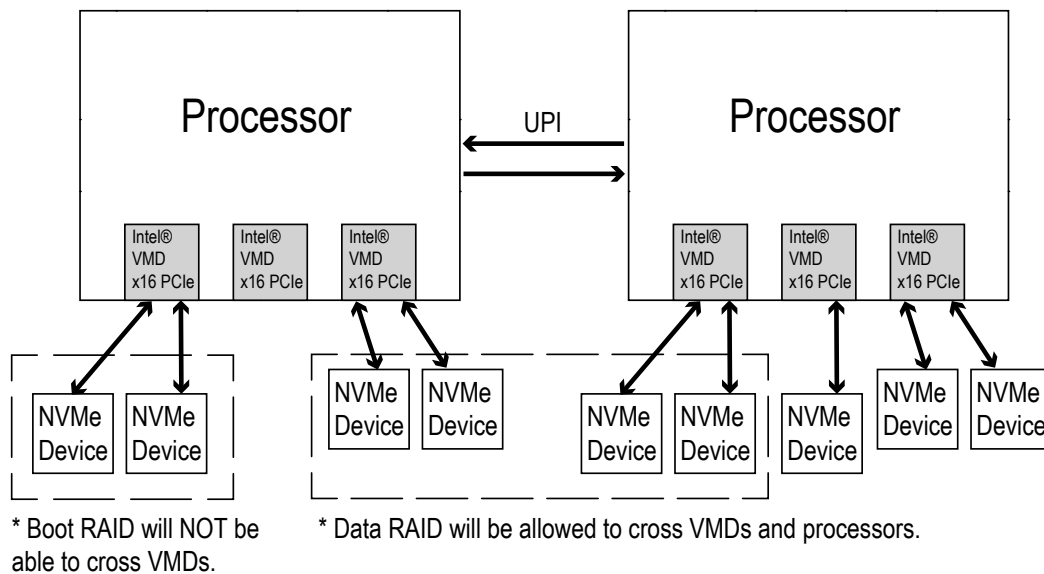 Processor
UPI
Processor
Intel®
VMD
x16 PCIe
Intel®
VMD
x16 PCIe
Intel®
VMD
x16 PCIe
Intel®
VMD
x16 PCIe
Intel®
VMD
x16 PCIe
Intel®
VMD
x16 PCIe
NVMe
Device
NVMe
Device
NVMe
Device
NVMe
Device
NVMe
Device
NVMe
Device
NVMe
Device
NVMe
Device
NVMe
Device
* Boot RAID will NOT be
able to cross VMDs.
* Data RAID will be allowed to cross VMDs and processors.